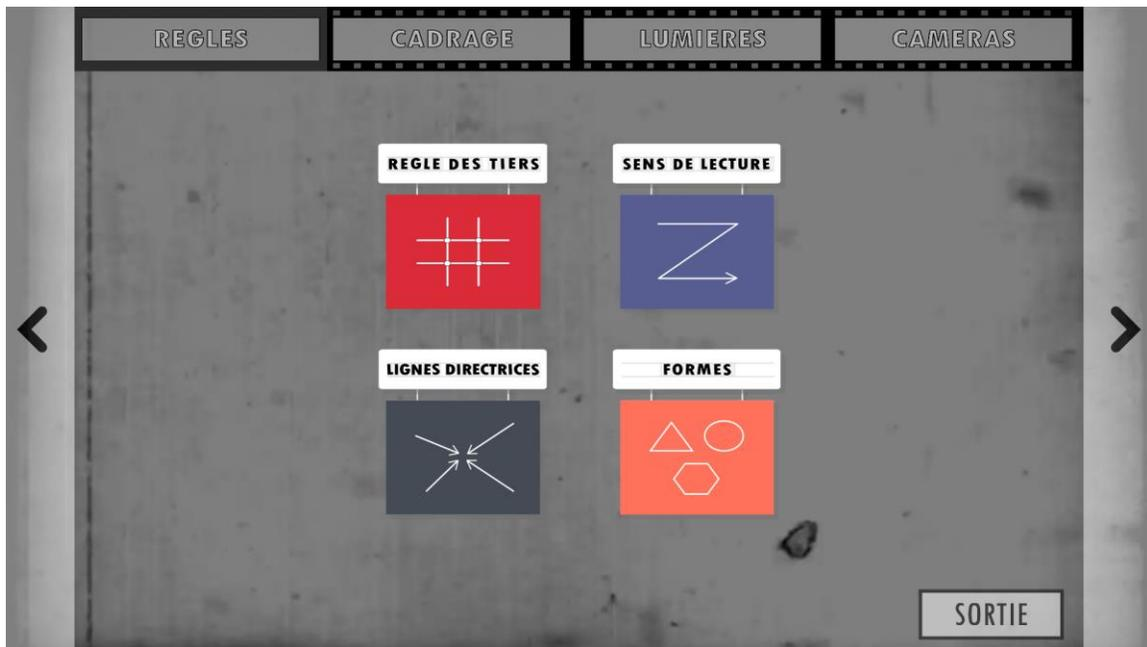 REGLES
CADRAGE
LUMIERES
CAMERAS
REGLE DES TIERS
SENS DE LECTURE
LIGNES DIRECTRICES
FORMES
SORTIE